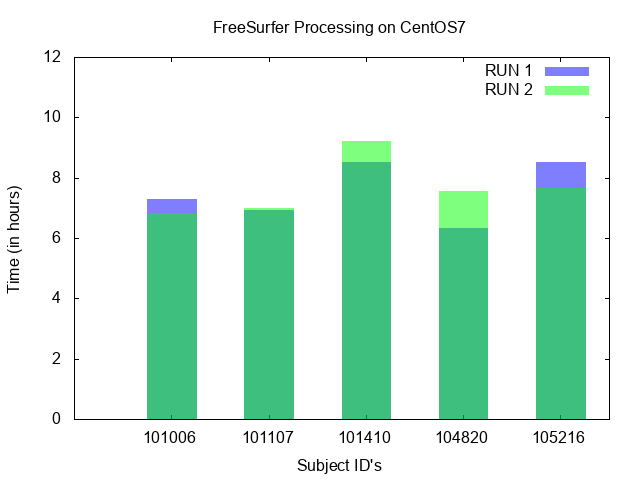 FreeSurfer Processing on CentOS7
RUN 1
RUN 2
12
10
8
6
4
2
0
Time (in hours)
101006 101107 101410 104820 105216
Subject ID's